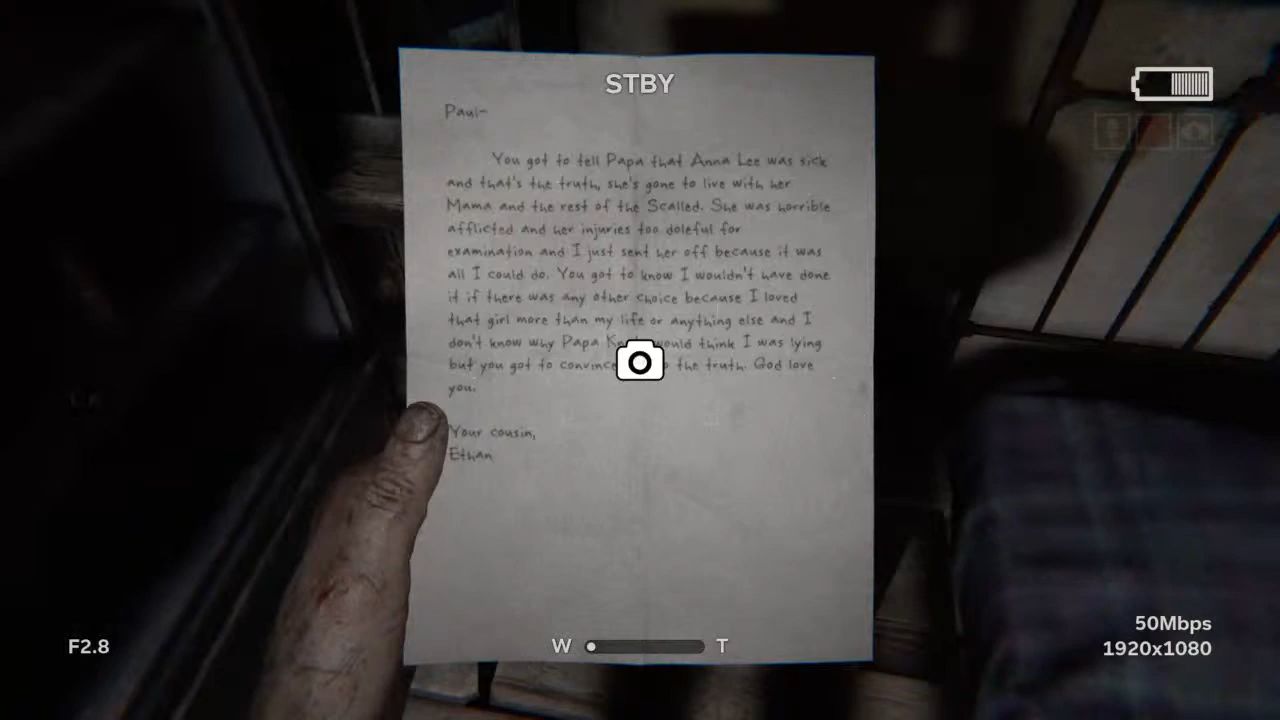 STBY
Paul-
You got to tell Papa that Anna Lee was sick
and that's the truth, she's gone to live with her
Mama and the rest of the Scalled. She was horrible
afflicted and her injuries too doleful for
examination and I just sent her off because it was
all I could do. You got to know I wouldn't have done
it if there was any other choice because I loved
that girl more than my life or anything else and I
don't know why Papa would think I was lying
but you got to the truth. God love
you.
Your cousin,
Ethan
50Mbps
F2.8
W T
1920x1080